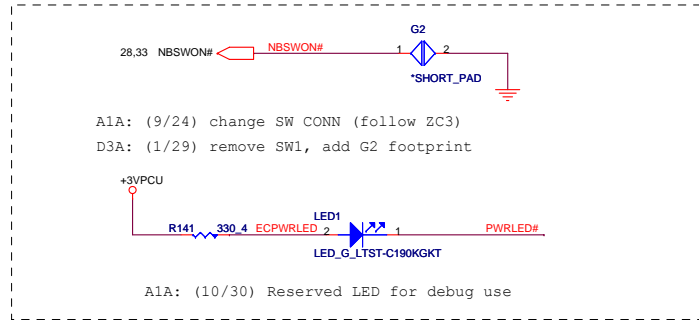 G2
28,33 NBSWON# NBSWON# 1 2
*SHORT_PAD
A1A: (9/24) change SW CONN (follow ZC3)
D3A: (1/29) remove SW1, add G2 footprint
+3VPCU
LED1
R141 330_4 ECPWRLED 2 1 PWRLED#
LED_G_LTST-C190KGKT
A1A: (10/30) Reserved LED for debug use